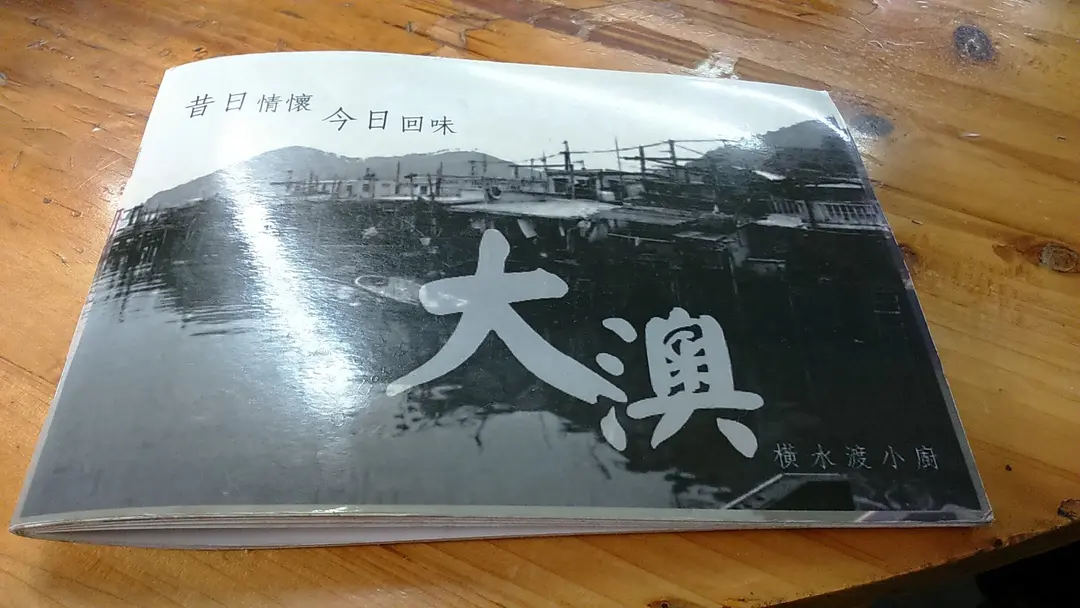 昔日情懷
今日回味
大澳
橫水渡小廚